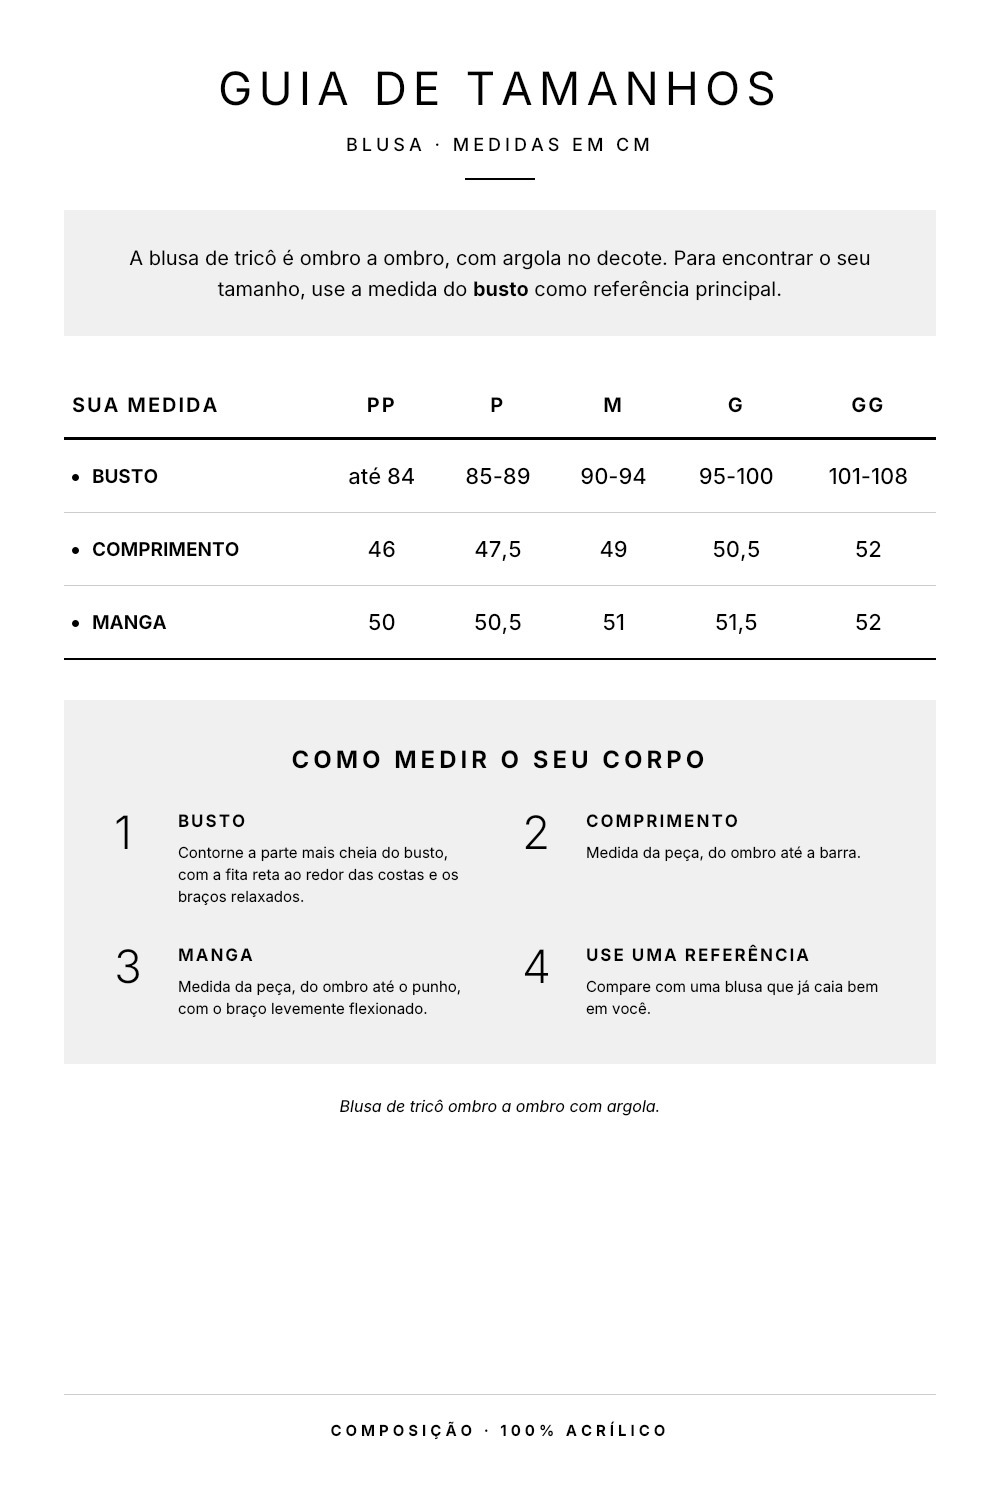 GUIA DE TAMANHOS
BLUSA · MEDIDAS EM CM
A blusa de tricô é ombro a ombro, com argola no decote. Para encontrar o seu
tamanho, use a medida do busto como referência principal.
SUA MEDIDA PP P M G GG
• BUSTO até 84 85-89 90-94 95-100 101-108
• COMPRIMENTO 46 47,5 49 50,5 52
• MANGA 50 50,5 51 51,5 52
COMO MEDIR O SEU CORPO
1 BUSTO
Contorne a parte mais cheia do busto,
com a fita reta ao redor das costas e os
braços relaxados.
2 COMPRIMENTO
Medida da peça, do ombro até a barra.
3 MANGA
Medida da peça, do ombro até o punho,
com o braço levemente flexionado.
4 USE UMA REFERÊNCIA
Compare com uma blusa que já caia bem
em você.
Blusa de tricô ombro a ombro com argola.
COMPOSIÇÃO · 100% ACRÍLICO